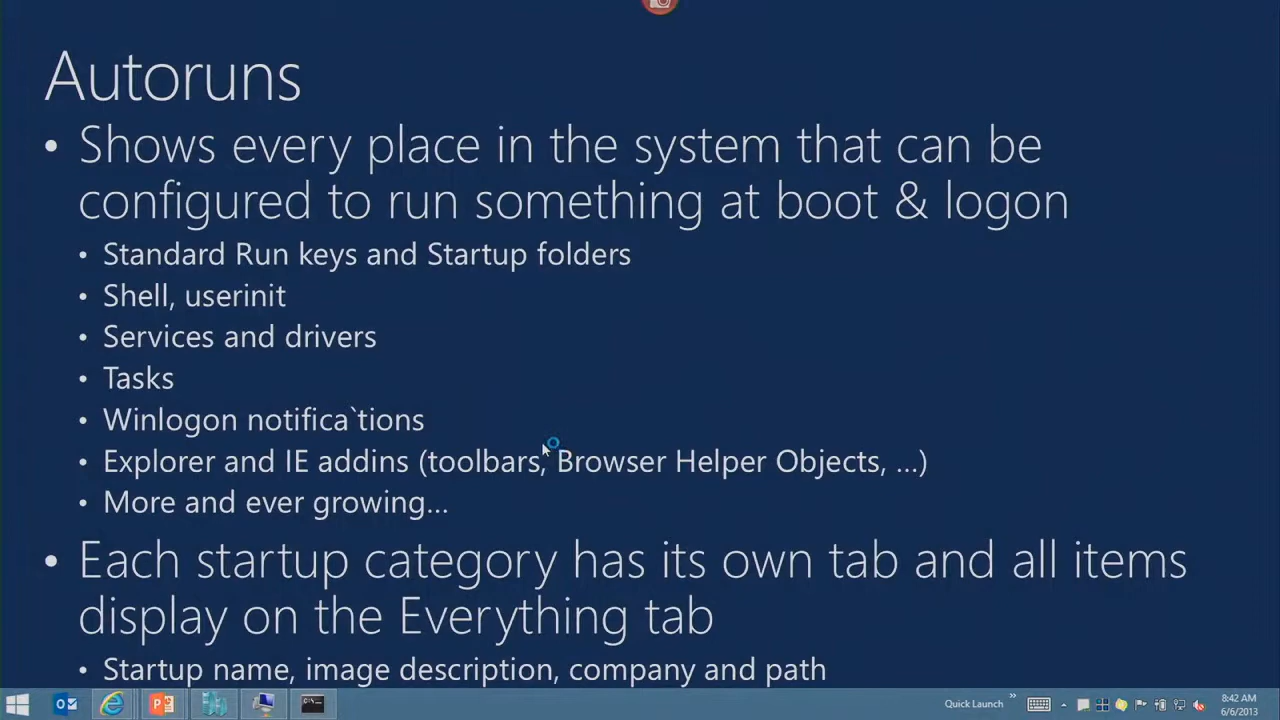 Autoruns
• Shows every place in the system that can be
configured to run something at boot & logon
• Standard Run keys and Startup folders
• Shell, userinit
• Services and drivers
• Tasks
• Winlogon notifica`tions
• Explorer and IE addins (toolbars, Browser Helper Objects, ...)
• More and ever growing...
• Each startup category has its own tab and all items
display on the Everything tab
• Startup name, image description, company and path
Quick Launch
8:42 AM
6/6/2013